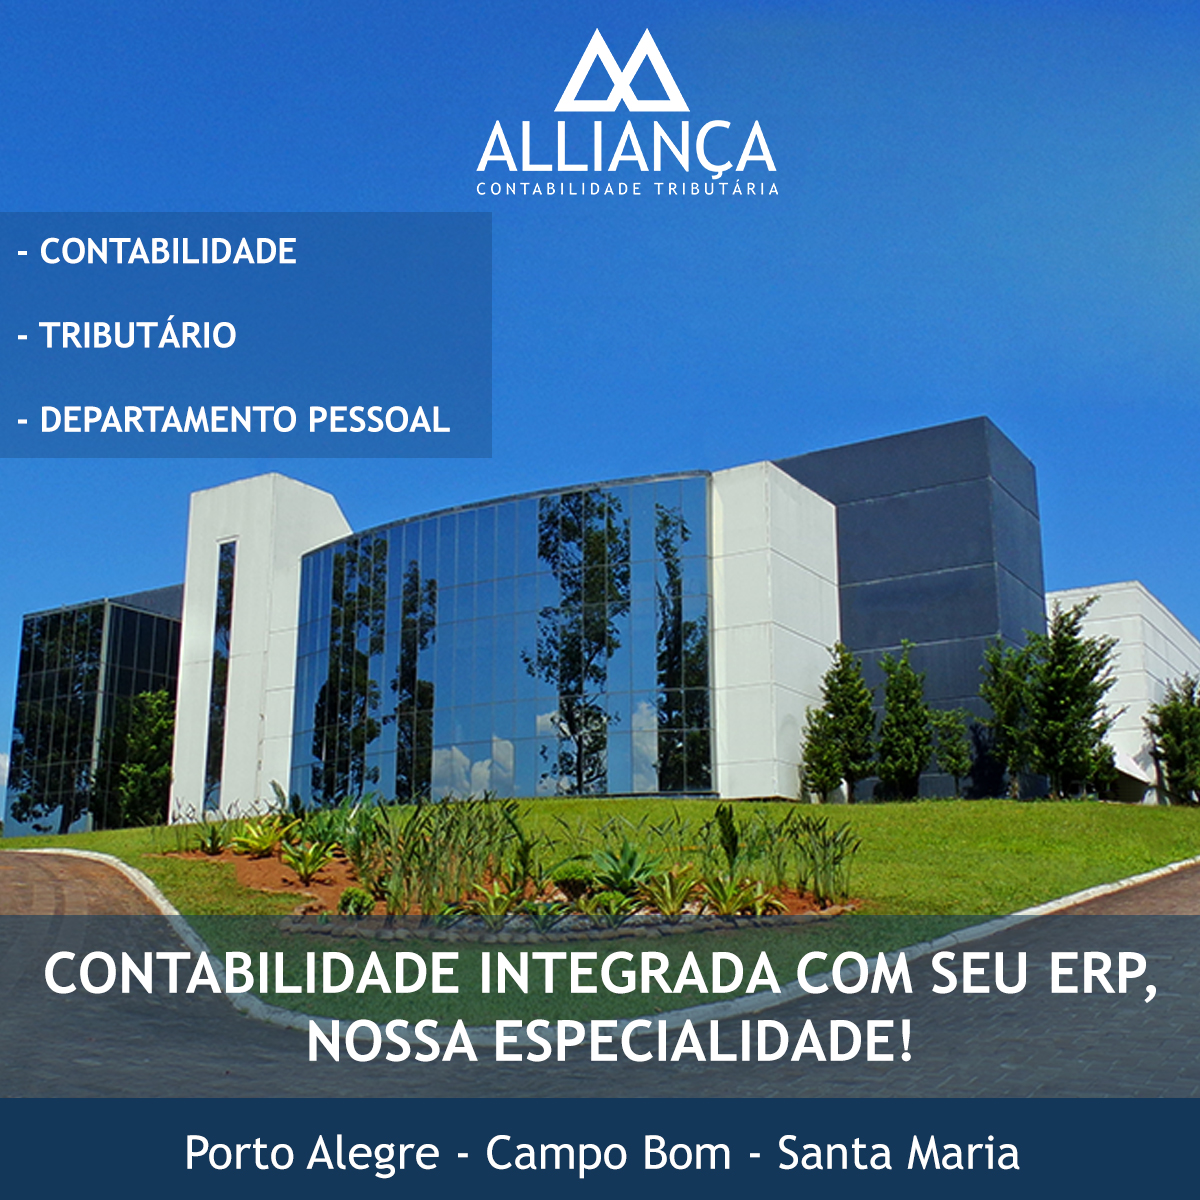 ALLIANÇA
CONTABILIDADE TRIBUTÁRIA
- CONTABILIDADE
- TRIBUTÁRIO
- DEPARTAMENTO PESSOAL
CONTABILIDADE INTEGRADA COM SEU ERP,
NOSSA ESPECIALIDADE!
Porto Alegre - Campo Bom - Santa Maria